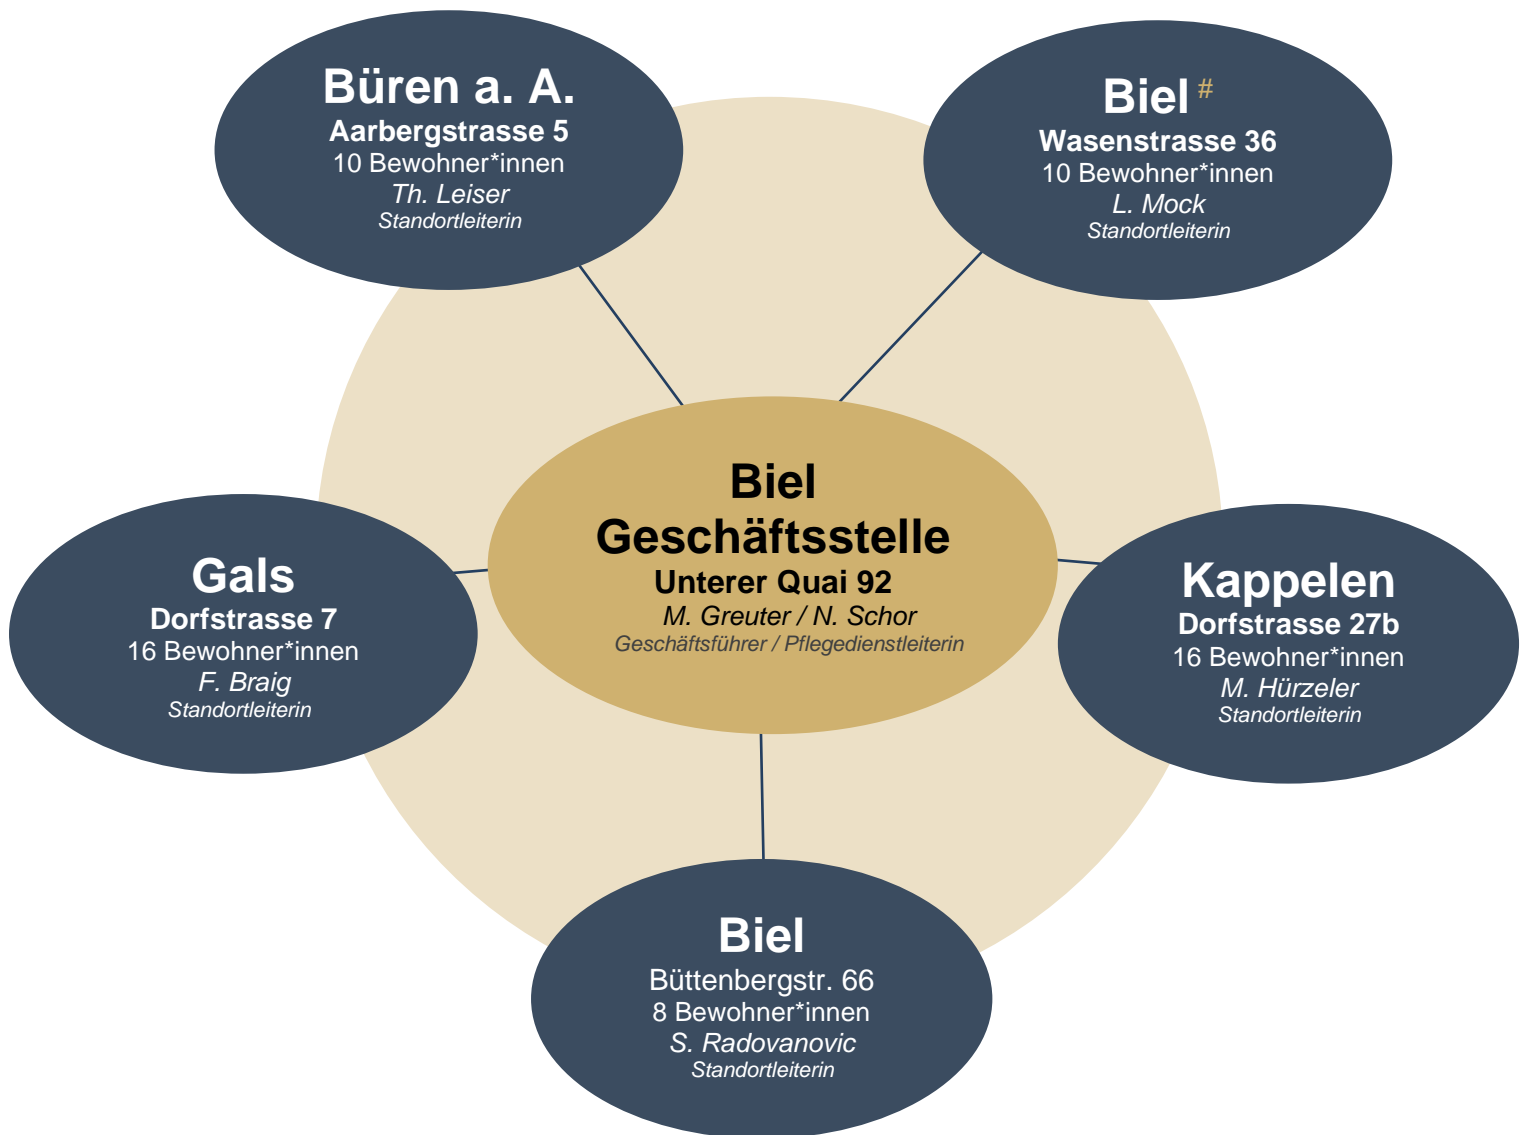 Büren a. A.
Aarbergstrasse 5
10 Bewohner*innen
Th. Leiser
Standortleiterin
Biel #
Wasenstrasse 36
10 Bewohner*innen
L. Mock
Standortleiterin
Biel
Geschäftsstelle
Unterer Quai 92
M. Greuter / N. Schor
Geschäftsführer / Pflegedienstleiterin
Gals
Dorfstrasse 7
16 Bewohner*innen
F. Braig
Standortleiterin
Kappelen
Dorfstrasse 27b
16 Bewohner*innen
M. Hürzeler
Standortleiterin
Biel
Büttenbergstr. 66
8 Bewohner*innen
S. Radovanovic
Standortleiterin